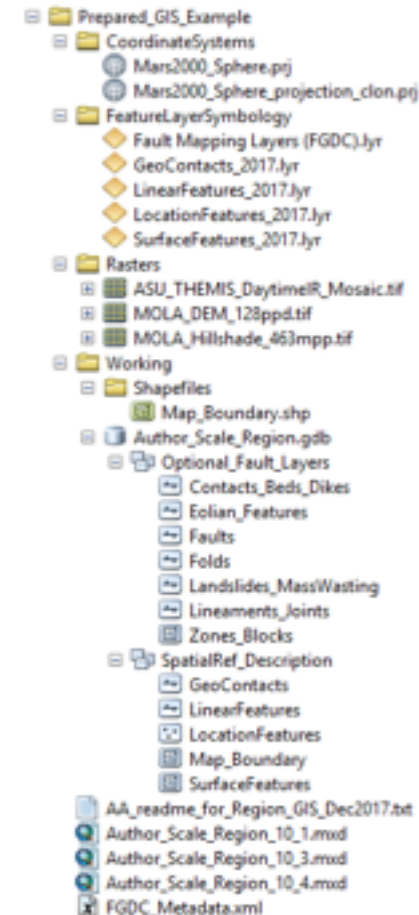 Prepared_GIS_Example
CoordinateSystems
Mars2000_Sphere.prj
Mars2000_Sphere_projection_clon.prj
FeatureLayerSymbology
Fault Mapping Layers (FGDC).lyr
GeoContacts_2017.lyr
LinearFeatures_2017.lyr
LocationFeatures_2017.lyr
SurfaceFeatures_2017.lyr
Rasters
ASU_THEMIS_DaytimeIR_Mosaic.tif
MOLA_DEM_128ppd.tif
MOLA_Hillshade_463mpp.tif
Working
Shapefiles
Map_Boundary.shp
Author_Scale_Region.gdb
Optional_Fault_Layers
Contacts_Beds_Dikes
Eolian_Features
Faults
Folds
Landslides_MassWasting
Lineaments_Joints
Zones_Blocks
SpatialRef_Description
GeoContacts
LinearFeatures
LocationFeatures
Map_Boundary
SurfaceFeatures
AA_readme_for_Region_GIS_Dec2017.txt
Author_Scale_Region_10_1.mxd
Author_Scale_Region_10_3.mxd
Author_Scale_Region_10_4.mxd
FGDC_Metadata.xml